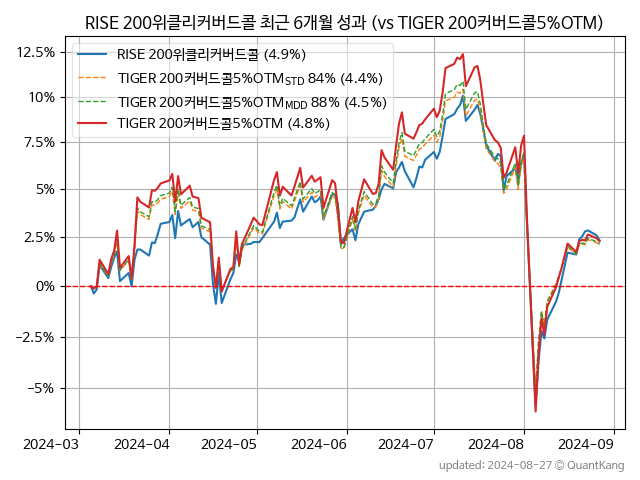 RISE 200위클리커버드콜 최근 6개월 성과 (vs TIGER 200커버드콜5%OTM)
RISE 200위클리커버드콜 (4.9%)
TIGER 200커버드콜5%OTM STD 84% (4.4%)
TIGER 200커버드콜5%OTM MDD 88% (4.5%)
TIGER 200커버드콜5%OTM (4.8%)
12.5%
10%
7.5%
5%
2.5%
0%
−2.5%
−5%
2024-03 2024-04 2024-05 2024-06 2024-07 2024-08 2024-09
updated: 2024-08-27 © QuantKang